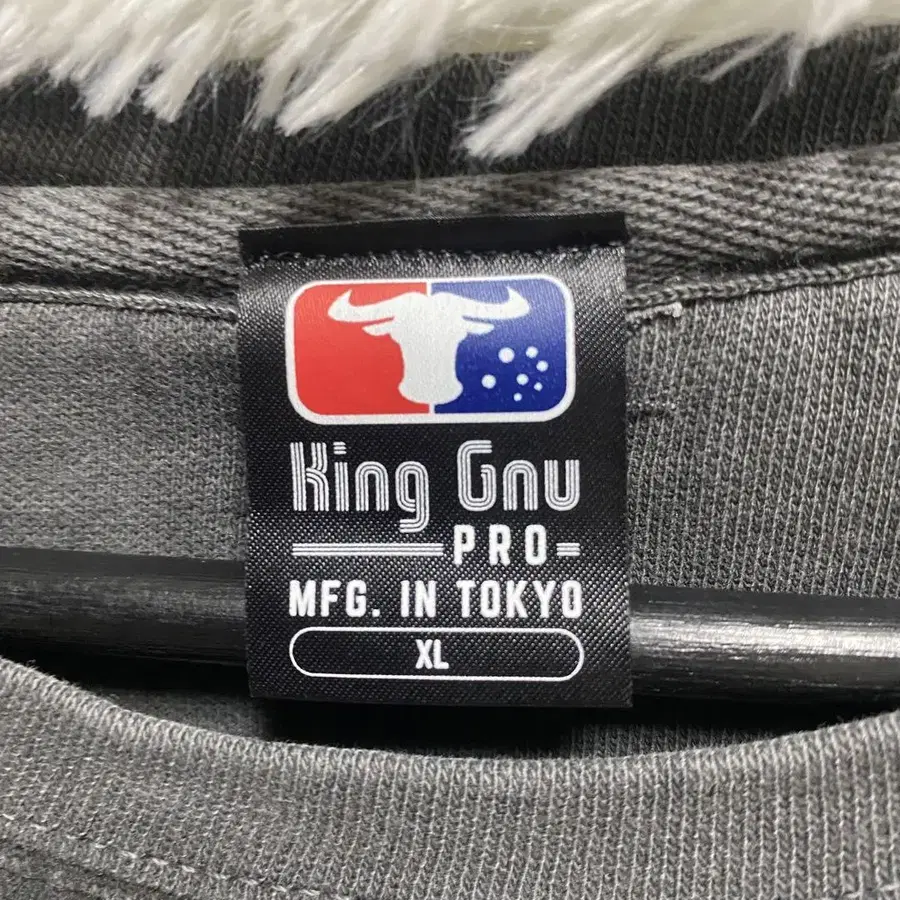 King Gnu
PRO
MFG. IN TOKYO
XL